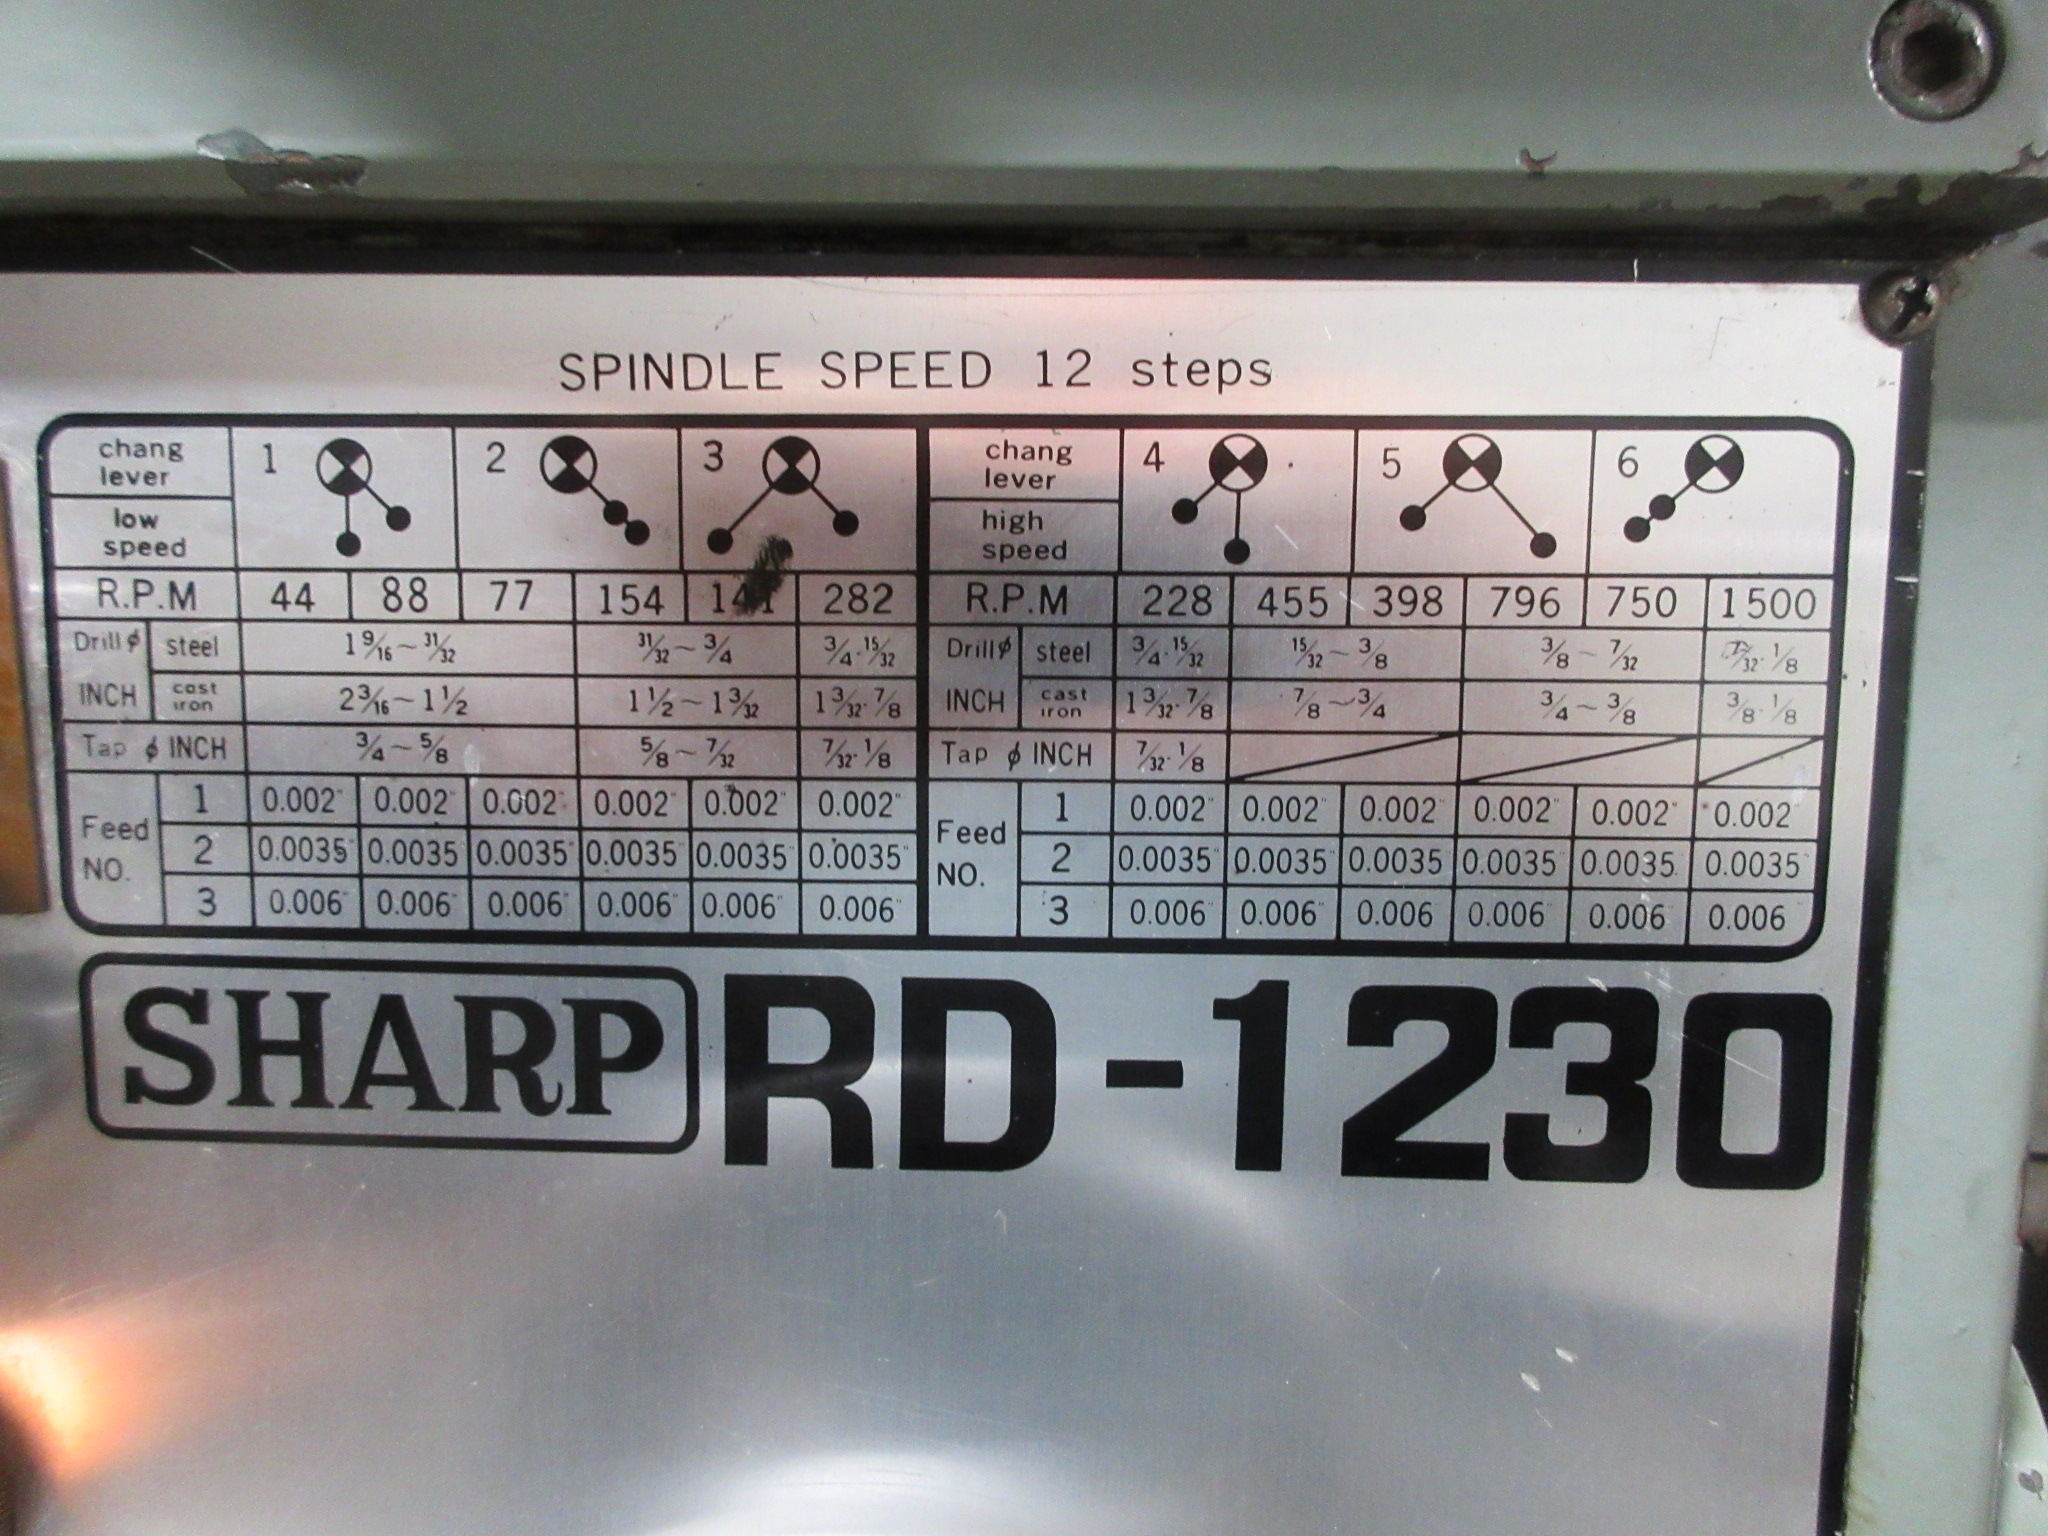 SPINDLE SPEED 12 steps
chang lever 1 2 3 chang lever 4 5 6
low speed high speed
R.P.M 44 88 77 154 141 282 R.P.M 228 455 398 796 750 1500
Drill φ steel 1 9/16 ~ 31/32 31/32 ~ 3/4 3/4 · 15/32 Drill φ steel 3/4 · 15/32 15/32 ~ 3/8 3/8 ~ 7/32 7/32 · 1/8
INCH cast iron 2 3/16 ~ 1 1/2 1 1/2 ~ 1 3/32 1 3/32 · 7/8 INCH cast iron 1 3/32 · 7/8 7/8 ~ 3/4 3/4 ~ 3/8 3/8 · 1/8
Tap φ INCH 3/4 ~ 5/8 5/8 ~ 7/32 7/32 · 1/8 Tap φ INCH 7/32 · 1/8
Feed NO. 1 0.002" 0.002" 0.002" 0.002" 0.002" 0.002" Feed NO. 1 0.002" 0.002" 0.002" 0.002" 0.002" 0.002"
2 0.0035" 0.0035" 0.0035" 0.0035" 0.0035" 0.0035" 2 0.0035" 0.0035" 0.0035" 0.0035" 0.0035" 0.0035"
3 0.006" 0.006" 0.006" 0.006" 0.006" 0.006" 3 0.006" 0.006" 0.006" 0.006" 0.006" 0.006"
SHARP RD-1230